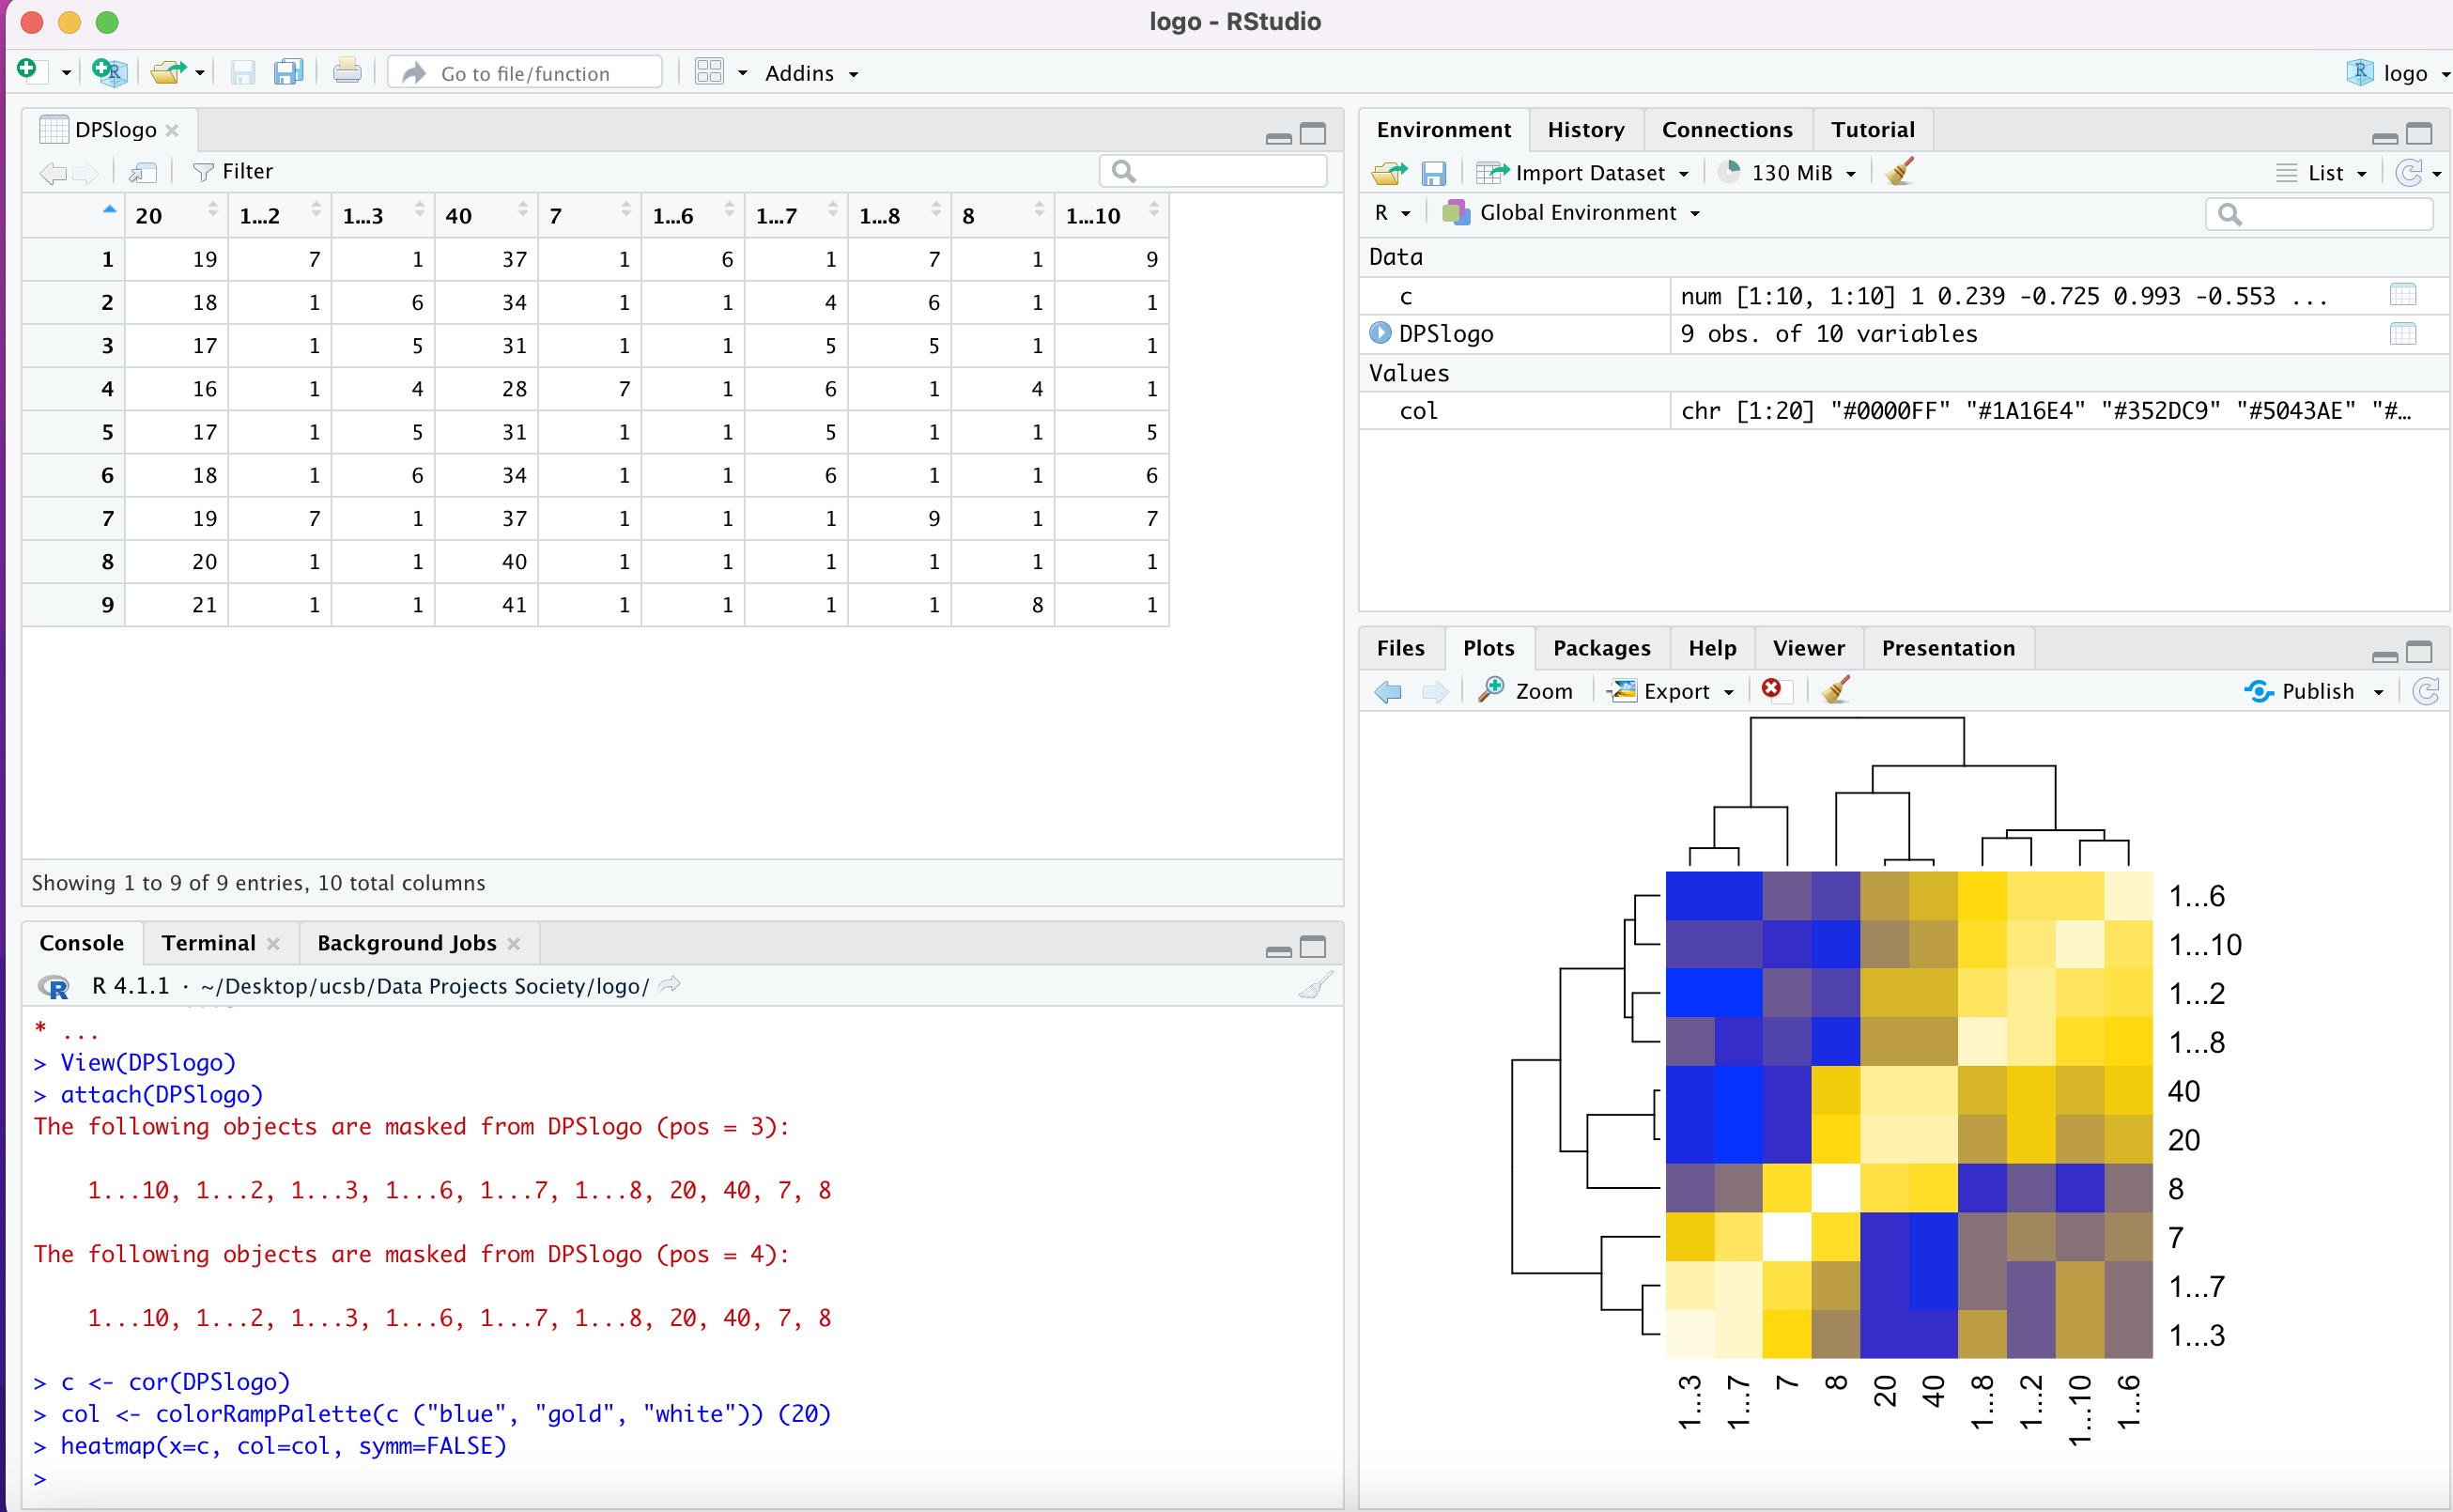 logo - RStudio
Go to file/function
Addins
logo
DPSlogo
Filter
20 1...2 1...3 40 7 1...6 1...7 1...8 8 1...10
1 19 7 1 37 1 6 1 7 1 9
2 18 1 6 34 1 1 4 6 1 1
3 17 1 5 31 1 1 5 5 1 1
4 16 1 4 28 7 1 6 1 4 1
5 17 1 5 31 1 1 5 1 1 5
6 18 1 6 34 1 1 6 1 1 6
7 19 7 1 37 1 1 1 9 1 7
8 20 1 1 40 1 1 1 1 1 1
9 21 1 1 41 1 1 1 1 8 1
Showing 1 to 9 of 9 entries, 10 total columns
Console Terminal Background Jobs
R 4.1.1 · ~/Desktop/ucsb/Data Projects Society/logo/
* ...
> View(DPSlogo)
> attach(DPSlogo)
The following objects are masked from DPSlogo (pos = 3):
1...10, 1...2, 1...3, 1...6, 1...7, 1...8, 20, 40, 7, 8
The following objects are masked from DPSlogo (pos = 4):
1...10, 1...2, 1...3, 1...6, 1...7, 1...8, 20, 40, 7, 8
> c <- cor(DPSlogo)
> col <- colorRampPalette(c ("blue", "gold", "white")) (20)
> heatmap(x=c, col=col, symm=FALSE)
>
Environment History Connections Tutorial
Import Dataset 130 MiB List
R Global Environment
Data
c num [1:10, 1:10] 1 0.239 -0.725 0.993 -0.553 ...
DPSlogo 9 obs. of 10 variables
Values
col chr [1:20] "#0000FF" "#1A16E4" "#352DC9" "#5043AE" "#…
Files Plots Packages Help Viewer Presentation
Zoom Export Publish
1...6
1...10
1...2
1...8
40
20
8
7
1...7
1...3
1...3 1...7 7 8 20 40 1...8 1...2 1...10 1...6